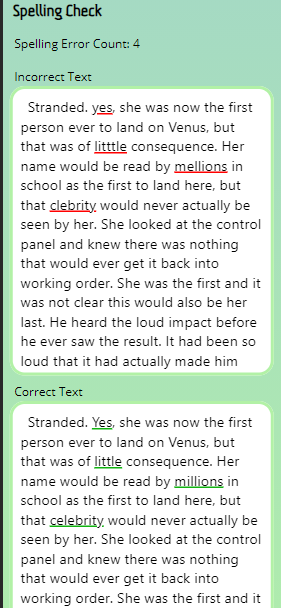 Spelling Check
Spelling Error Count: 4
Incorrect Text
Stranded. yes, she was now the first
person ever to land on Venus, but
that was of litttle consequence. Her
name would be read by mellions in
school as the first to land here, but
that clebrity would never actually be
seen by her. She looked at the control
panel and knew there was nothing
that would ever get it back into
working order. She was the first and it
was not clear this would also be her
last. He heard the loud impact before
he ever saw the result. It had been so
loud that it had actually made him
Correct Text
Stranded. Yes, she was now the first
person ever to land on Venus, but
that was of little consequence. Her
name would be read by millions in
school as the first to land here, but
that celebrity would never actually be
seen by her. She looked at the control
panel and knew there was nothing
that would ever get it back into
working order. She was the first and it